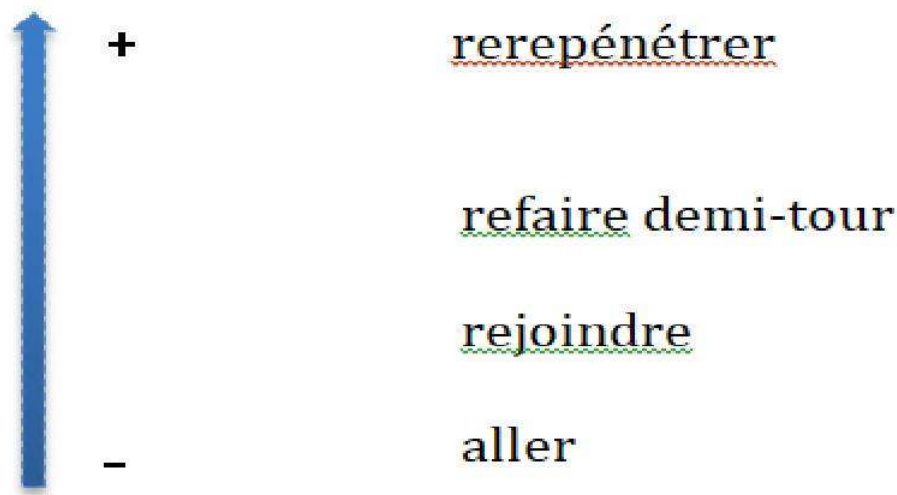 + rerepénétrer
refaire demi-tour
rejoindre
aller
–